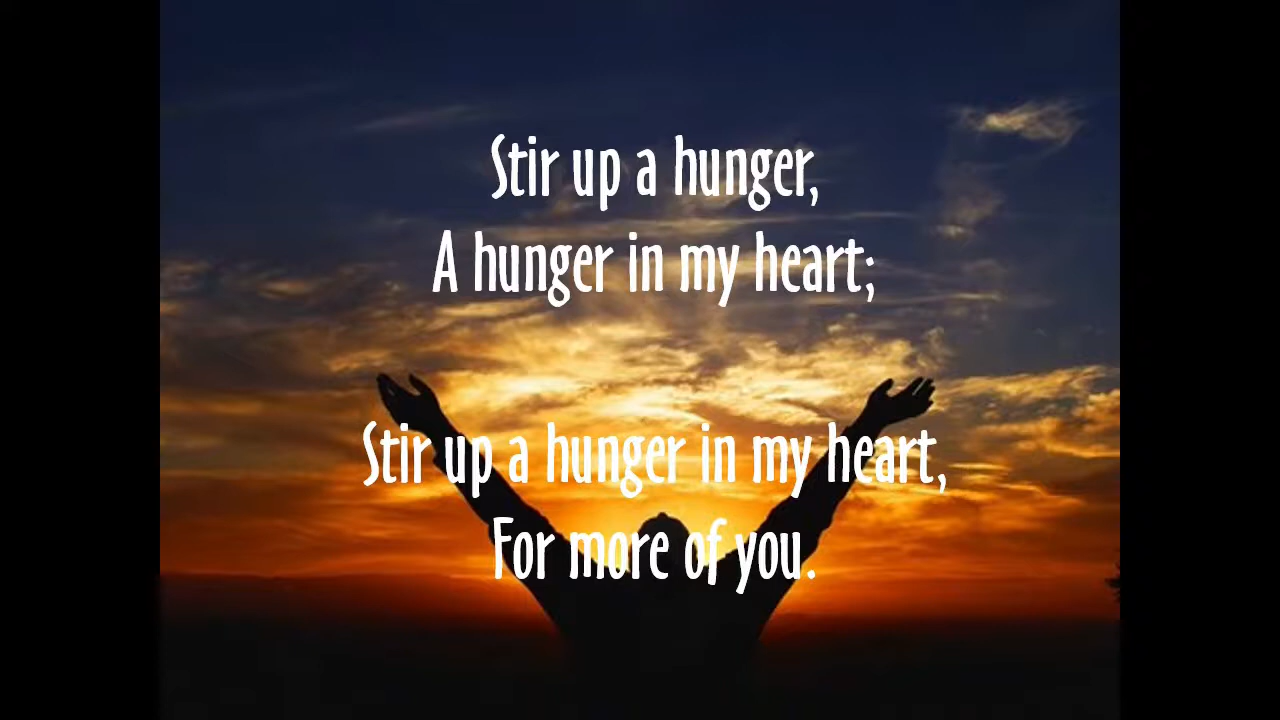 Stir up a hunger,
A hunger in my heart;
Stir up a hunger in my heart,
For more of you.